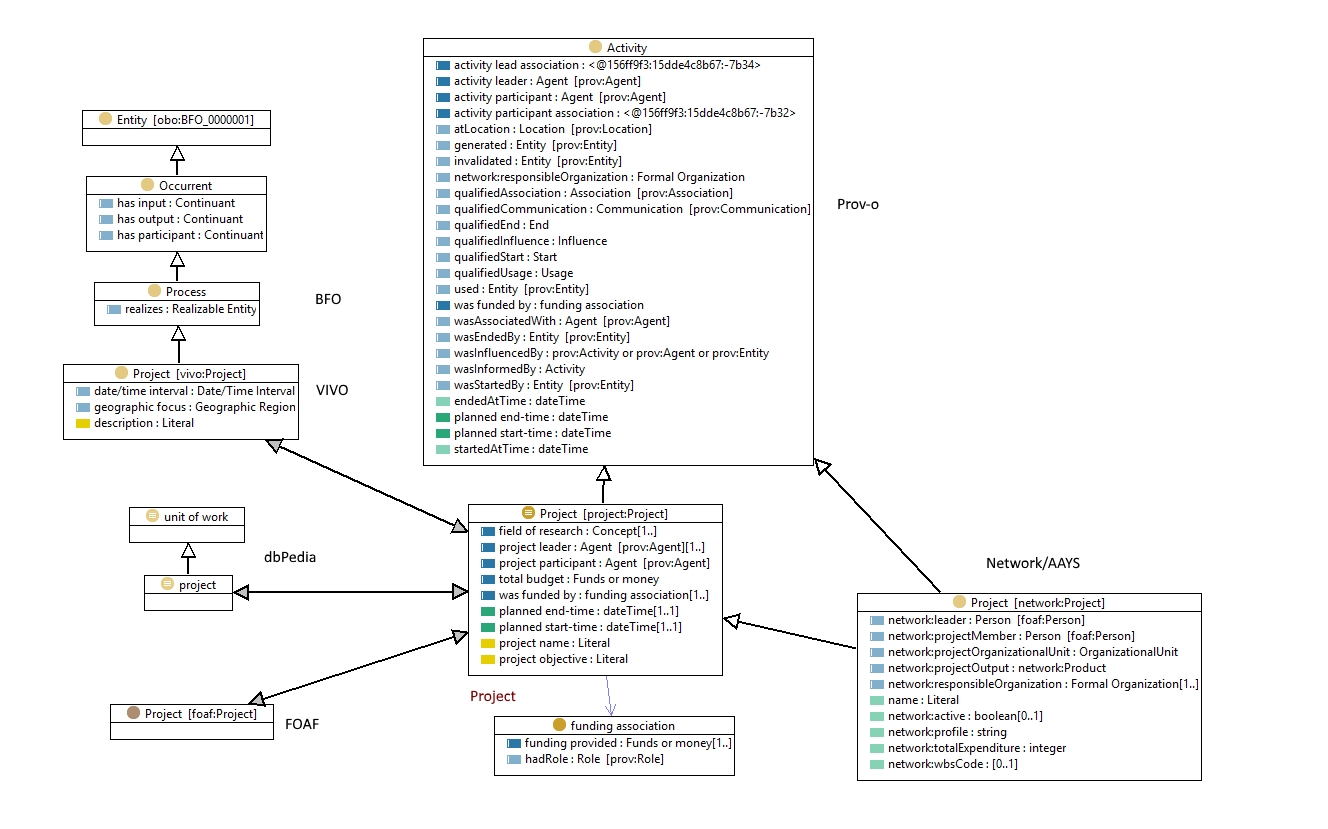 Activity
activity lead association : <@156ff9f3:15dde4c8b67:-7b34>
activity leader : Agent [prov:Agent]
activity participant : Agent [prov:Agent]
activity participant association : <@156ff9f3:15dde4c8b67:-7b32>
atLocation : Location [prov:Location]
generated : Entity [prov:Entity]
invalidated : Entity [prov:Entity]
network:responsibleOrganization : Formal Organization
qualifiedAssociation : Association [prov:Association]
qualifiedCommunication : Communication [prov:Communication]
qualifiedEnd : End
qualifiedInfluence : Influence
qualifiedStart : Start
qualifiedUsage : Usage
used : Entity [prov:Entity]
was funded by : funding association
wasAssociatedWith : Agent [prov:Agent]
wasEndedBy : Entity [prov:Entity]
wasInfluencedBy : prov:Activity or prov:Agent or prov:Entity
wasInformedBy : Activity
wasStartedBy : Entity [prov:Entity]
endedAtTime : dateTime
planned end-time : dateTime
planned start-time : dateTime
startedAtTime : dateTime
Prov-o
Entity [obo:BFO_0000001]
Occurrent
has input : Continuant
has output : Continuant
has participant : Continuant
Process
realizes : Realizable Entity
BFO
Project [vivo:Project]
date/time interval : Date/Time Interval
geographic focus : Geographic Region
description : Literal
VIVO
unit of work
dbPedia
project
Project [foaf:Project]
FOAF
Project [project:Project]
field of research : Concept[1..]
project leader : Agent [prov:Agent][1..]
project participant : Agent [prov:Agent]
total budget : Funds or money
was funded by : funding association[1..]
planned end-time : dateTime[1..1]
planned start-time : dateTime[1..1]
project name : Literal
project objective : Literal
Project
funding association
funding provided : Funds or money[1..]
hadRole : Role [prov:Role]
Network/AAYS
Project [network:Project]
network:leader : Person [foaf:Person]
network:projectMember : Person [foaf:Person]
network:projectOrganizationalUnit : OrganizationalUnit
network:projectOutput : network:Product
network:responsibleOrganization : Formal Organization[1..]
name : Literal
network:active : boolean[0..1]
network:profile : string
network:totalExpenditure : integer
network:wbsCode : [0..1]